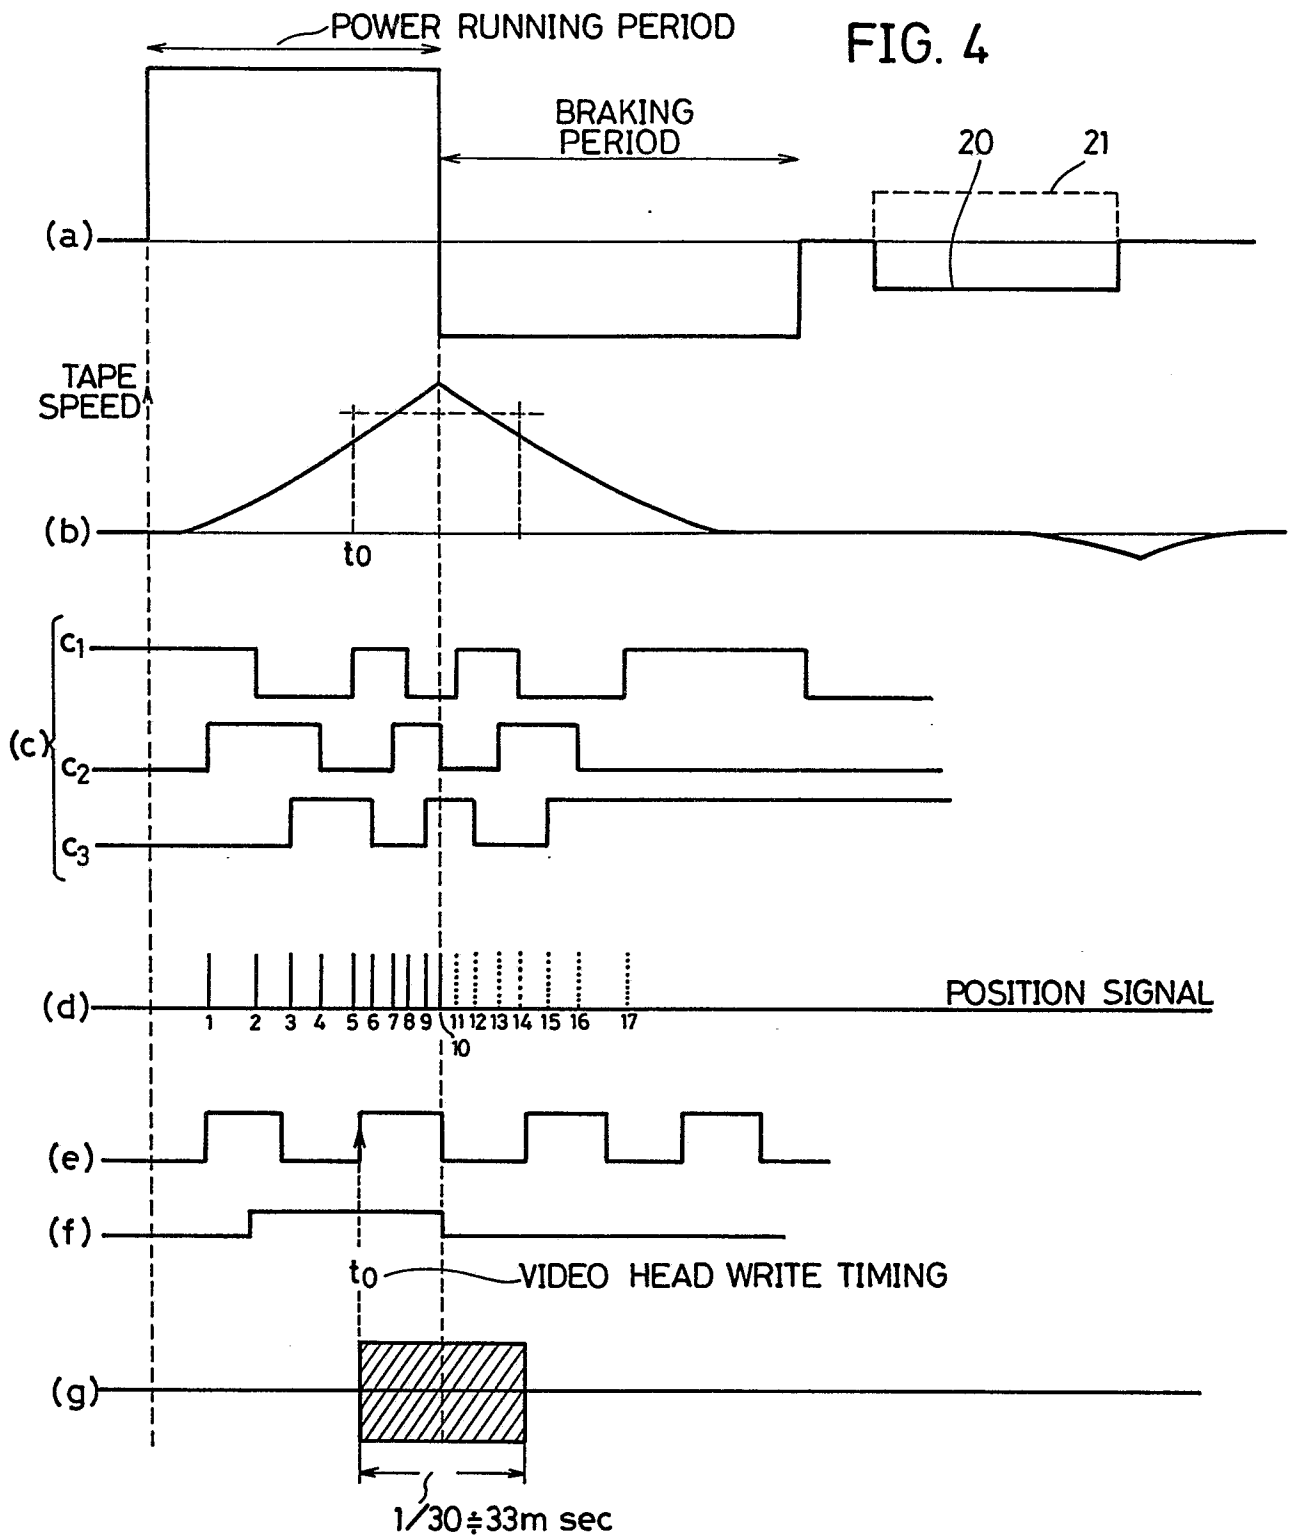 POWER RUNNING PERIOD
FIG. 4
BRAKING
PERIOD
20
21
(a)
TAPE
SPEED
(b)
t0
(c)
c1
c2
c3
(d)
POSITION SIGNAL
1 2 3 4 5 6 7 8 9 11 12 13 14 15 16 17
10
(e)
(f)
t0
VIDEO HEAD WRITE TIMING
(g)
1/30≑33m sec